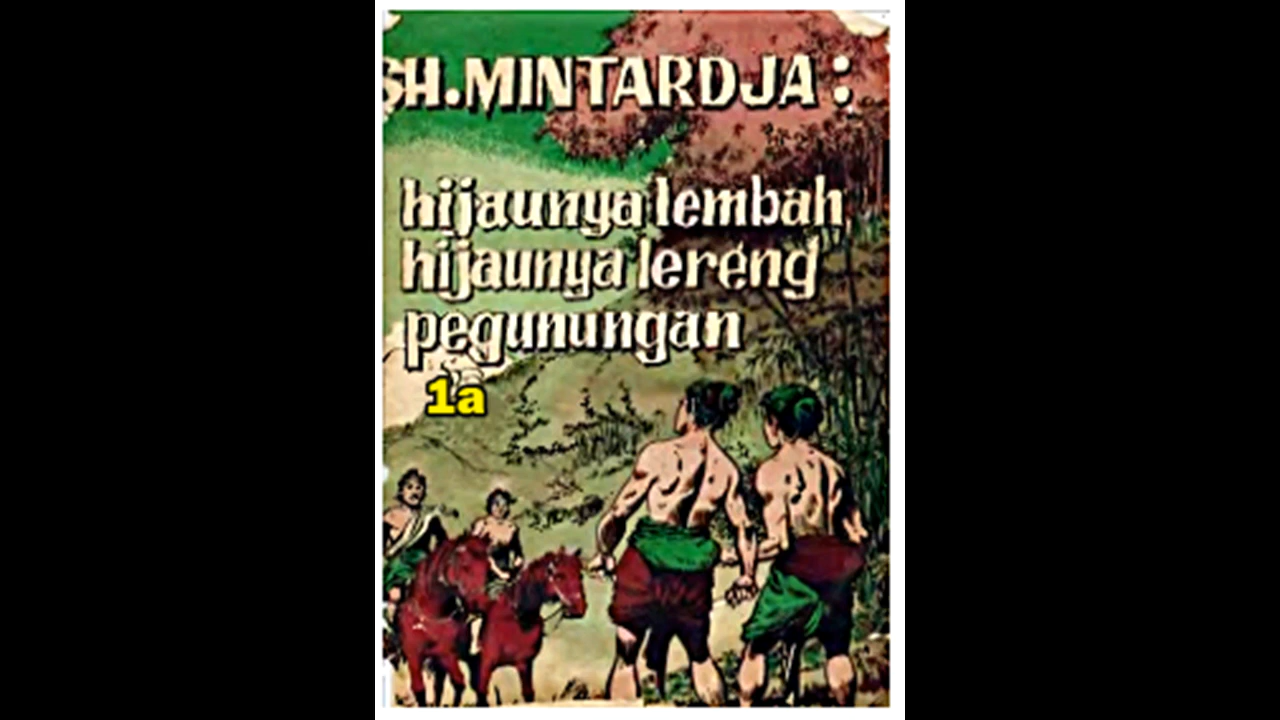 SH.MINTARDJA:
hijaunya lembah
hijaunya lereng
pegunungan
1a